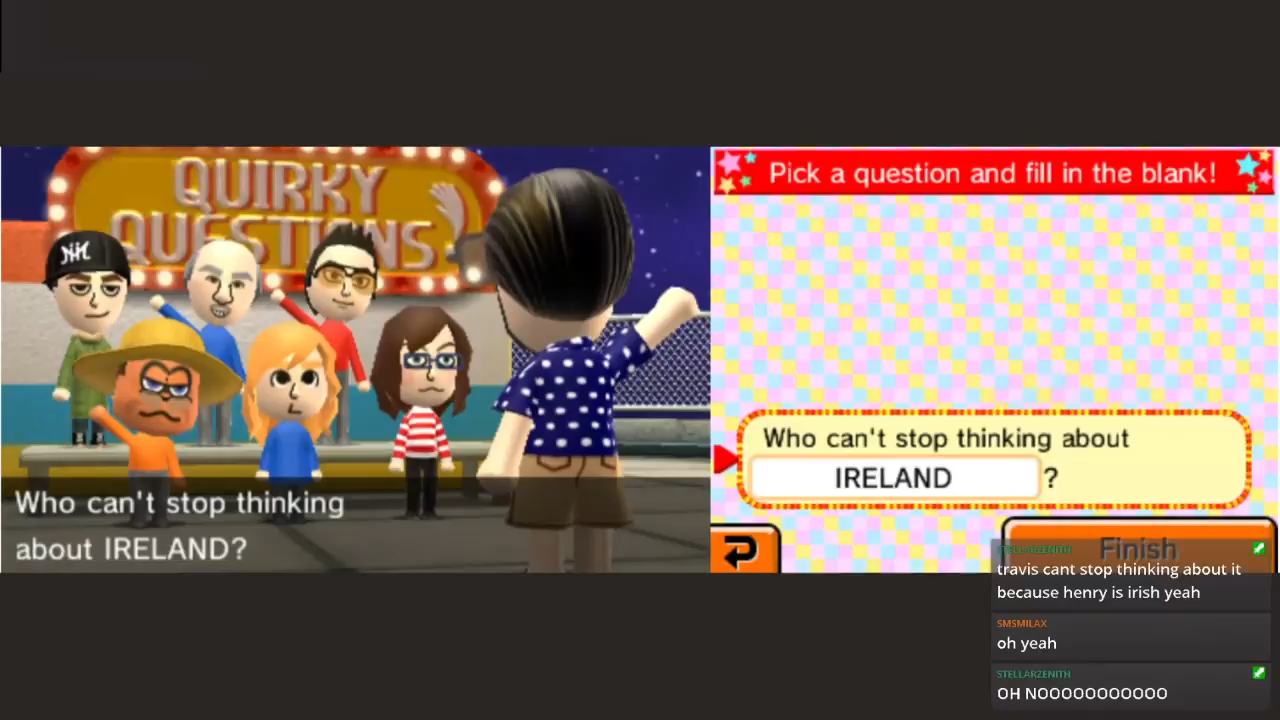 QUIRKY
QUESTIONS
Who can't stop thinking
about IRELAND?
Pick a question and fill in the blank!
Who can't stop thinking about
IRELAND ?
Finish
STELLARZENITH
travis cant stop thinking about it
because henry is irish yeah
SMSMILAX
oh yeah
STELLARZENITH
OH NOOOOOOOOOOO